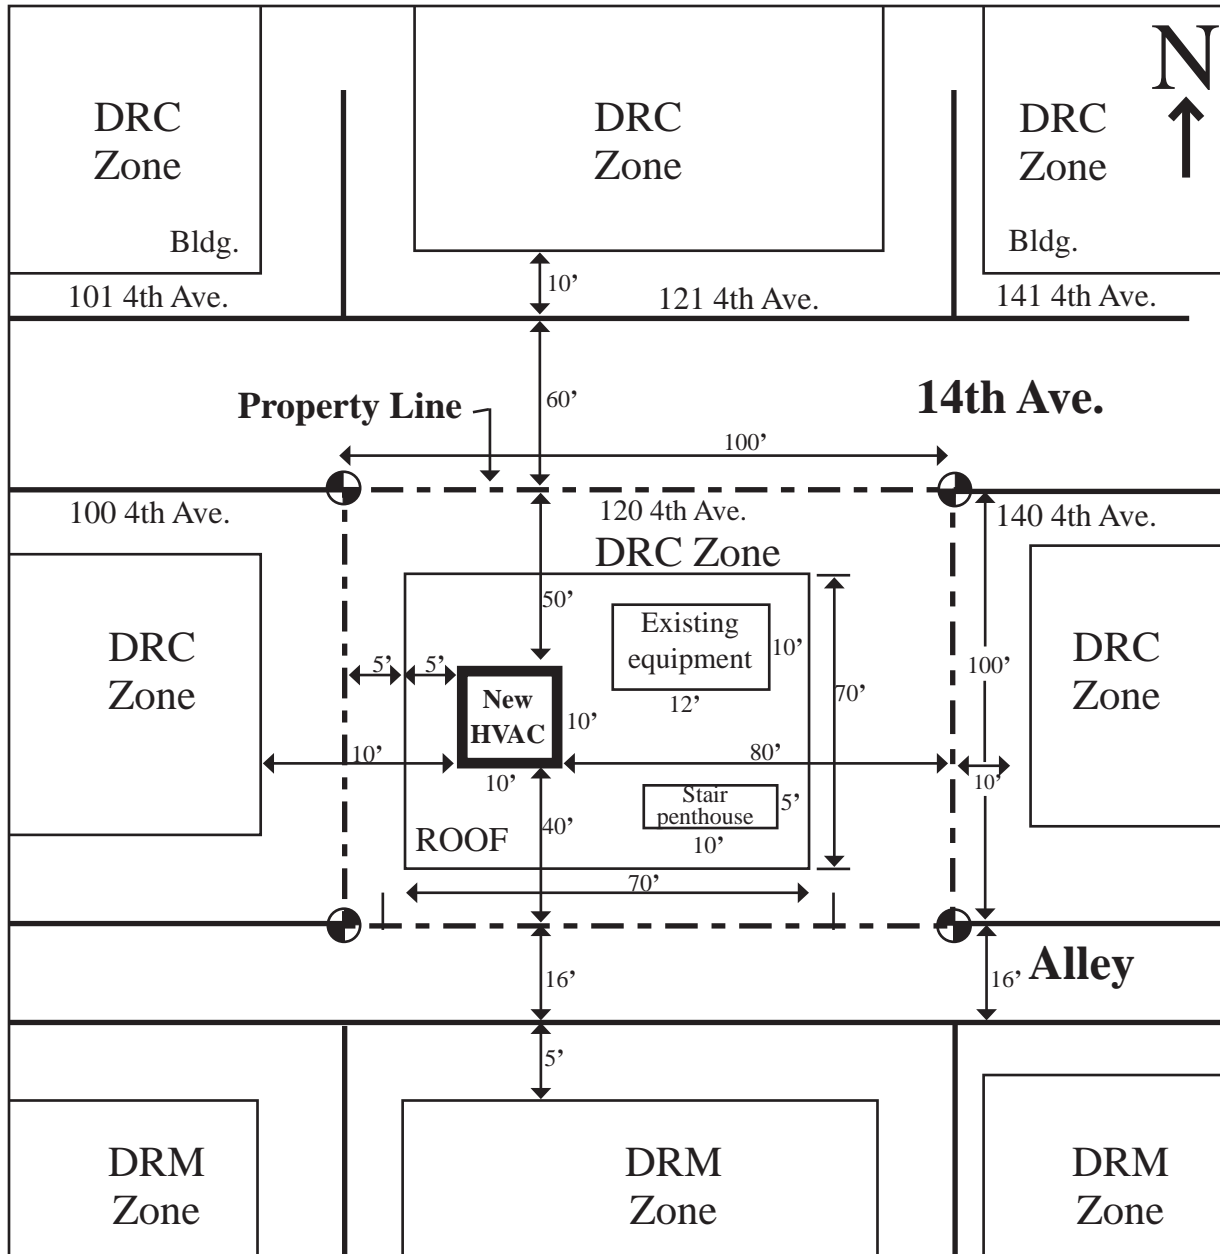 N
DRC
Zone
Bldg.
101 4th Ave.
DRC
Zone
10’
121 4th Ave.
DRC
Zone
Bldg.
141 4th Ave.
60’
Property Line
14th Ave.
100’
100 4th Ave.
120 4th Ave.
140 4th Ave.
DRC Zone
50’
Existing
equipment
10’
12’
DRC
Zone
5’
5’
New
HVAC
10’
10’
10’
80’
70’
100’
10’
DRC
Zone
Stair
penthouse
5’
10’
40’
ROOF
70’
16’
16’
Alley
5’
DRM
Zone
DRM
Zone
DRM
Zone